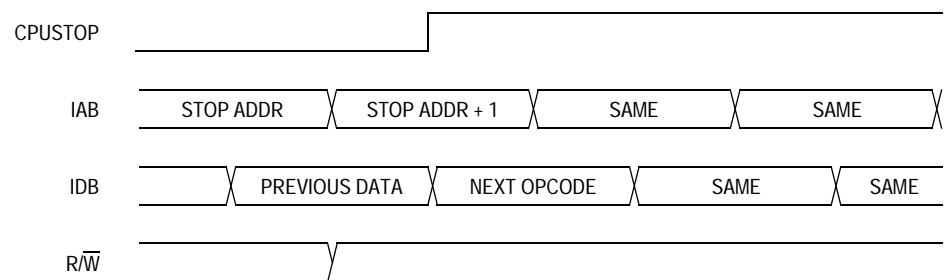 CPUSTOP
IAB STOP ADDR STOP ADDR + 1 SAME SAME
IDB PREVIOUS DATA NEXT OPCODE SAME SAME
R/W̅